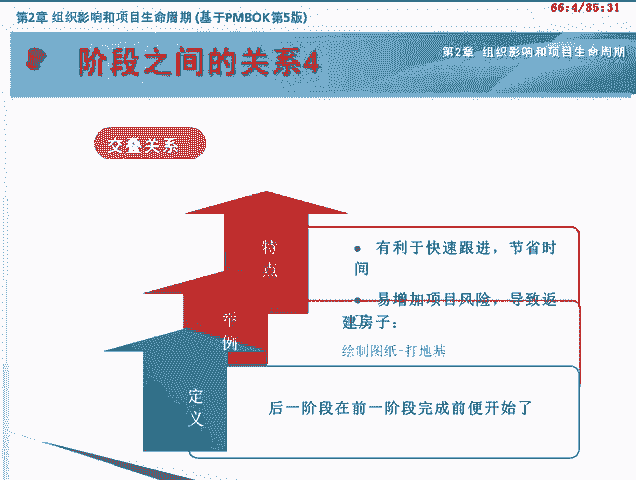 第2章 组织影响和项目生命周期 (基于PMBOK第5版)
66:4/85:31
阶段之间的关系4
第2章 组织影响和项目生命周期
交叠关系
特点
● 有利于快速跟进，节省时
间
● 易增加项目风险，导致返
举例
建房子：
绘制图纸-打地基
定义
后一阶段在前一阶段完成前便开始了